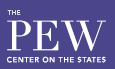 THE
PEW
CENTER ON THE STATES